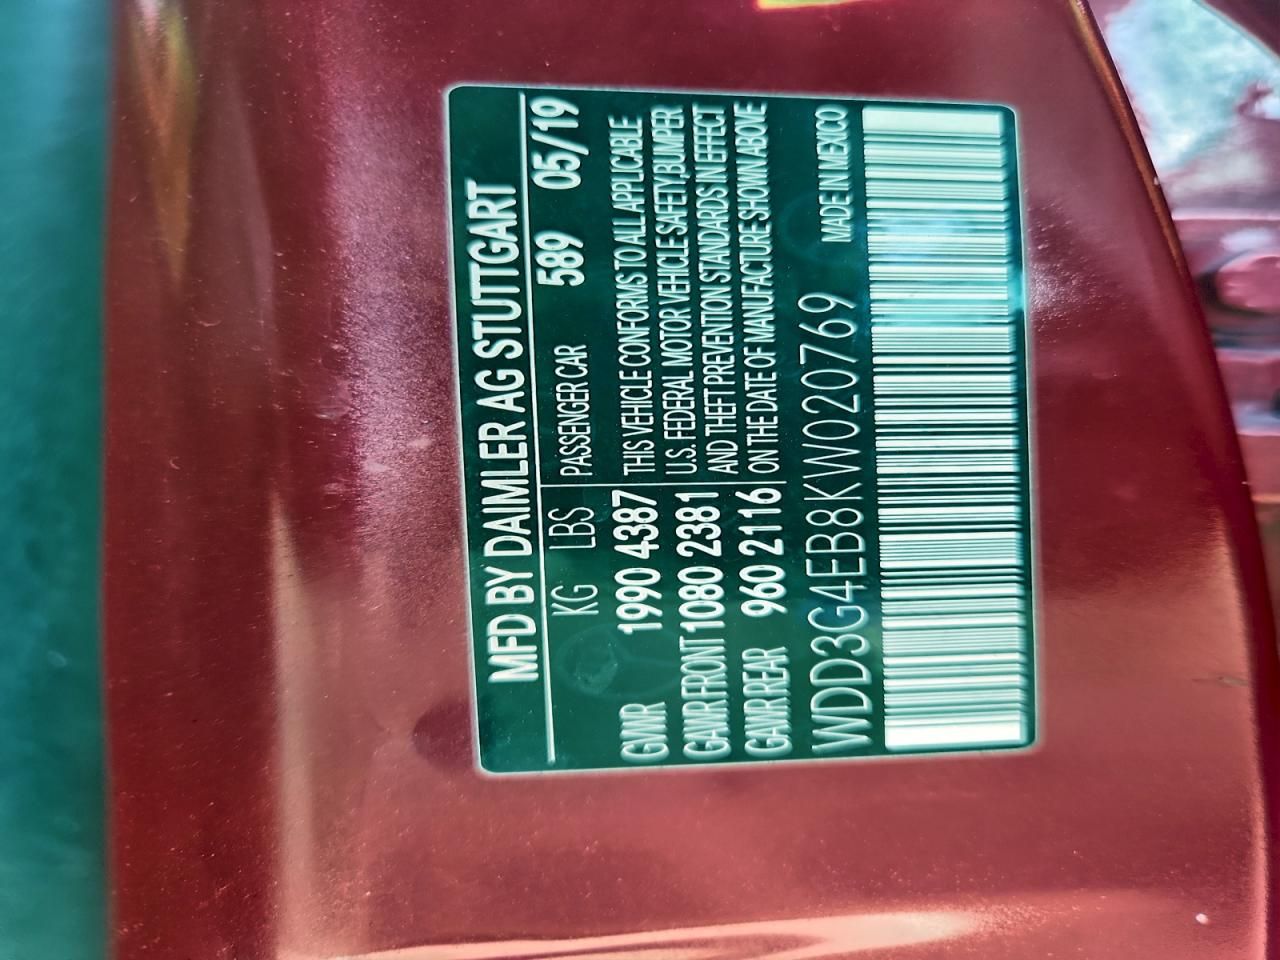 MFD BY DAIMLER AG STUTTGART
KG LBS PASSENGER CAR 589 05/19
GVWR 1990 4387 THIS VEHICLE CONFORMS TO ALL APPLICABLE
GAWR FRONT 1080 2381 U.S. FEDERAL MOTOR VEHICLE SAFETY,BUMPER
GAWR REAR 960 2116 AND THEFT PREVENTION STANDARDS IN EFFECT
ON THE DATE OF MANUFACTURE SHOWN ABOVE
WDD3G4EB8KW020769 MADE IN MEXICO